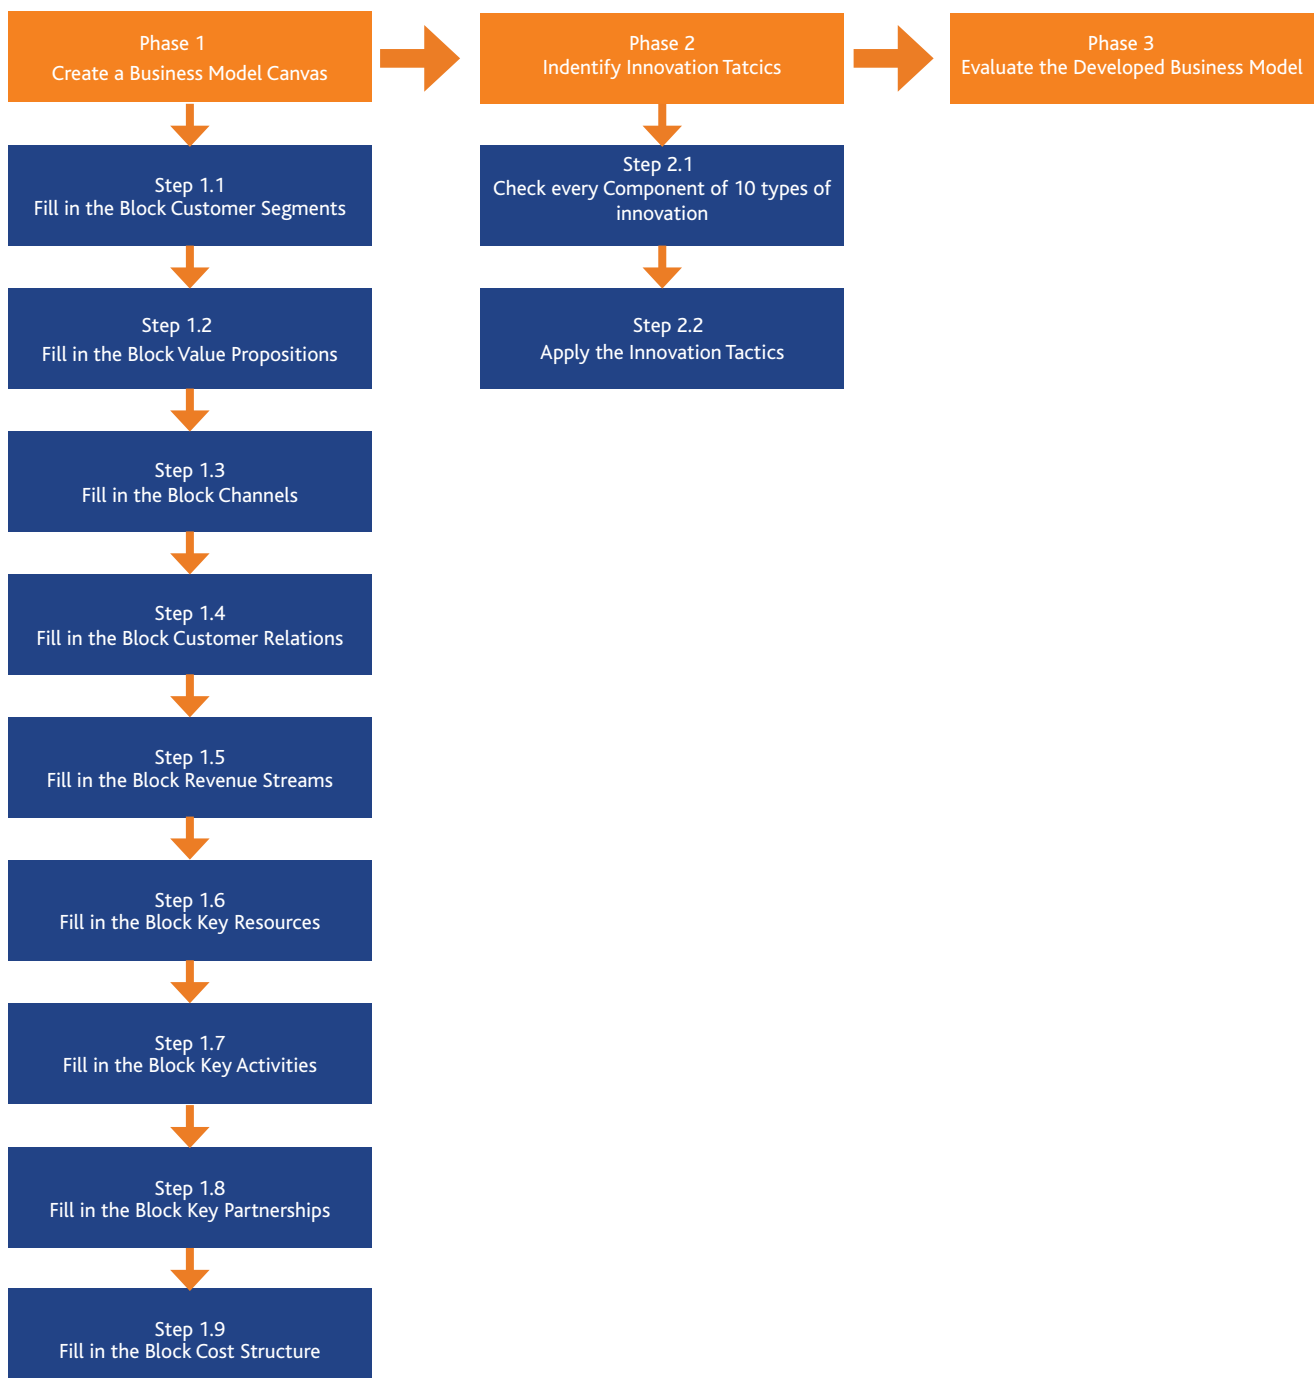 Phase 1
Create a Business Model Canvas
Phase 2
Indentify Innovation Tatcics
Phase 3
Evaluate the Developed Business Model
Step 1.1
Fill in the Block Customer Segments
Step 1.2
Fill in the Block Value Propositions
Step 1.3
Fill in the Block Channels
Step 1.4
Fill in the Block Customer Relations
Step 1.5
Fill in the Block Revenue Streams
Step 1.6
Fill in the Block Key Resources
Step 1.7
Fill in the Block Key Activities
Step 1.8
Fill in the Block Key Partnerships
Step 1.9
Fill in the Block Cost Structure
Step 2.1
Check every Component of 10 types of
innovation
Step 2.2
Apply the Innovation Tactics